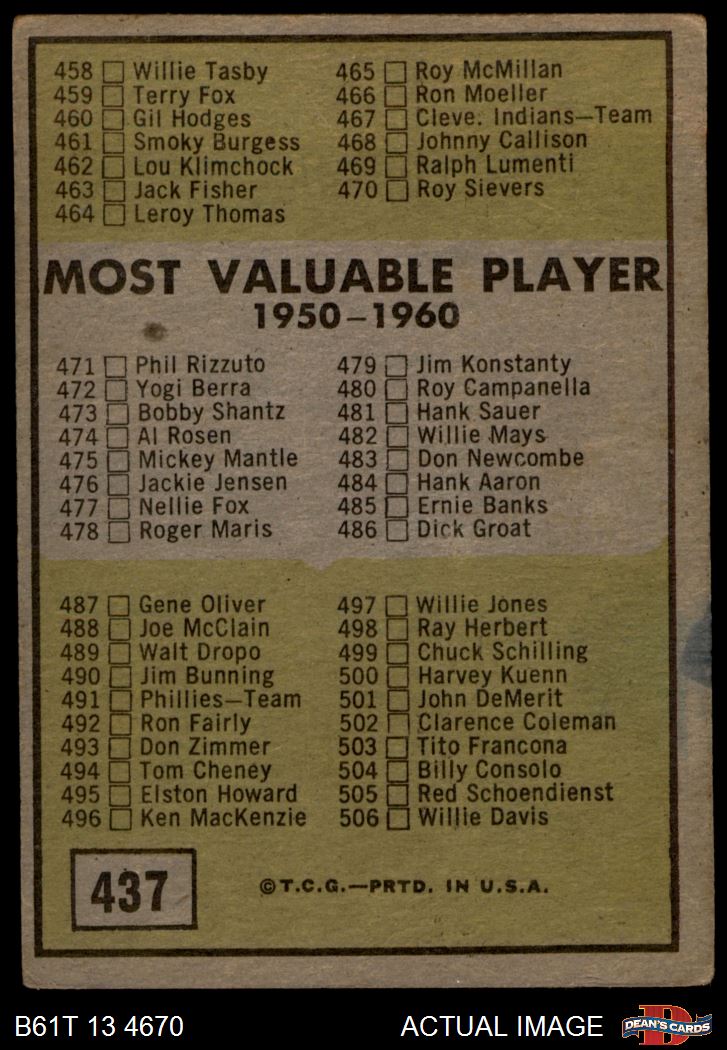 458 Willie Tasby
459 Terry Fox
460 Gil Hodges
461 Smoky Burgess
462 Lou Klimchock
463 Jack Fisher
464 Leroy Thomas
465 Roy McMillan
466 Ron Moeller
467 Cleve. Indians—Team
468 Johnny Callison
469 Ralph Lumenti
470 Roy Sievers
MOST VALUABLE PLAYER
1950–1960
471 Phil Rizzuto
472 Yogi Berra
473 Bobby Shantz
474 Al Rosen
475 Mickey Mantle
476 Jackie Jensen
477 Nellie Fox
478 Roger Maris
479 Jim Konstanty
480 Roy Campanella
481 Hank Sauer
482 Willie Mays
483 Don Newcombe
484 Hank Aaron
485 Ernie Banks
486 Dick Groat
487 Gene Oliver
488 Joe McClain
489 Walt Dropo
490 Jim Bunning
491 Phillies—Team
492 Ron Fairly
493 Don Zimmer
494 Tom Cheney
495 Elston Howard
496 Ken MacKenzie
497 Willie Jones
498 Ray Herbert
499 Chuck Schilling
500 Harvey Kuenn
501 John DeMerit
502 Clarence Coleman
503 Tito Francona
504 Billy Consolo
505 Red Schoendienst
506 Willie Davis
437
©T.C.G.—PRTD. IN U.S.A.
B61T 13 4670
ACTUAL IMAGE
D
DEAN'S CARDS